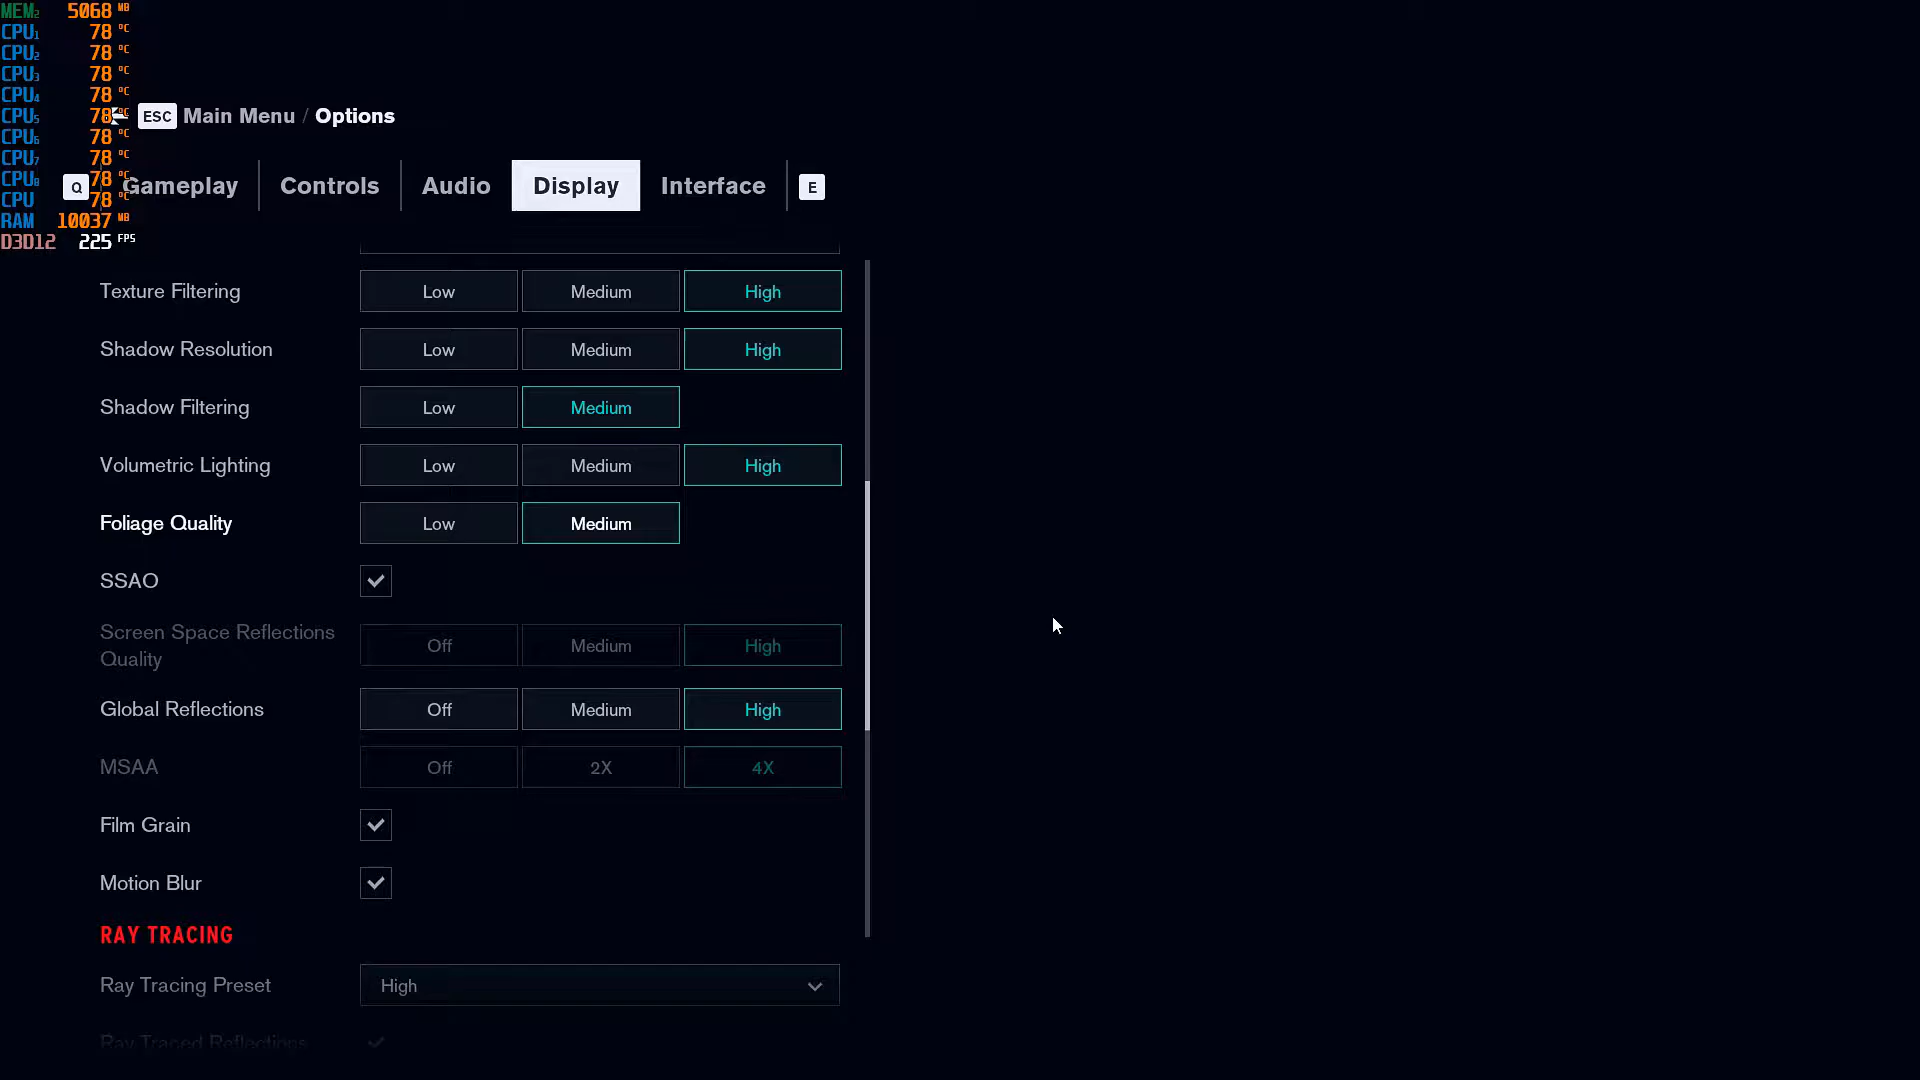 MEM2 5068 MB
CPU1 78 °C
CPU2 78 °C
CPU3 78 °C
CPU4 78 °C
CPU5 78 °C
CPU6 78 °C
CPU7 78 °C
CPU8 78 °C
CPU 78 °C
RAM 10037 MB
D3D12 225 FPS
ESC Main Menu / Options
Q Gameplay Controls Audio Display Interface E
Texture Filtering Low Medium High
Shadow Resolution Low Medium High
Shadow Filtering Low Medium
Volumetric Lighting Low Medium High
Foliage Quality Low Medium
SSAO
Screen Space Reflections
Quality Off Medium High
Global Reflections Off Medium High
MSAA Off 2X 4X
Film Grain
Motion Blur
RAY TRACING
Ray Tracing Preset High
Ray Traced Reflections